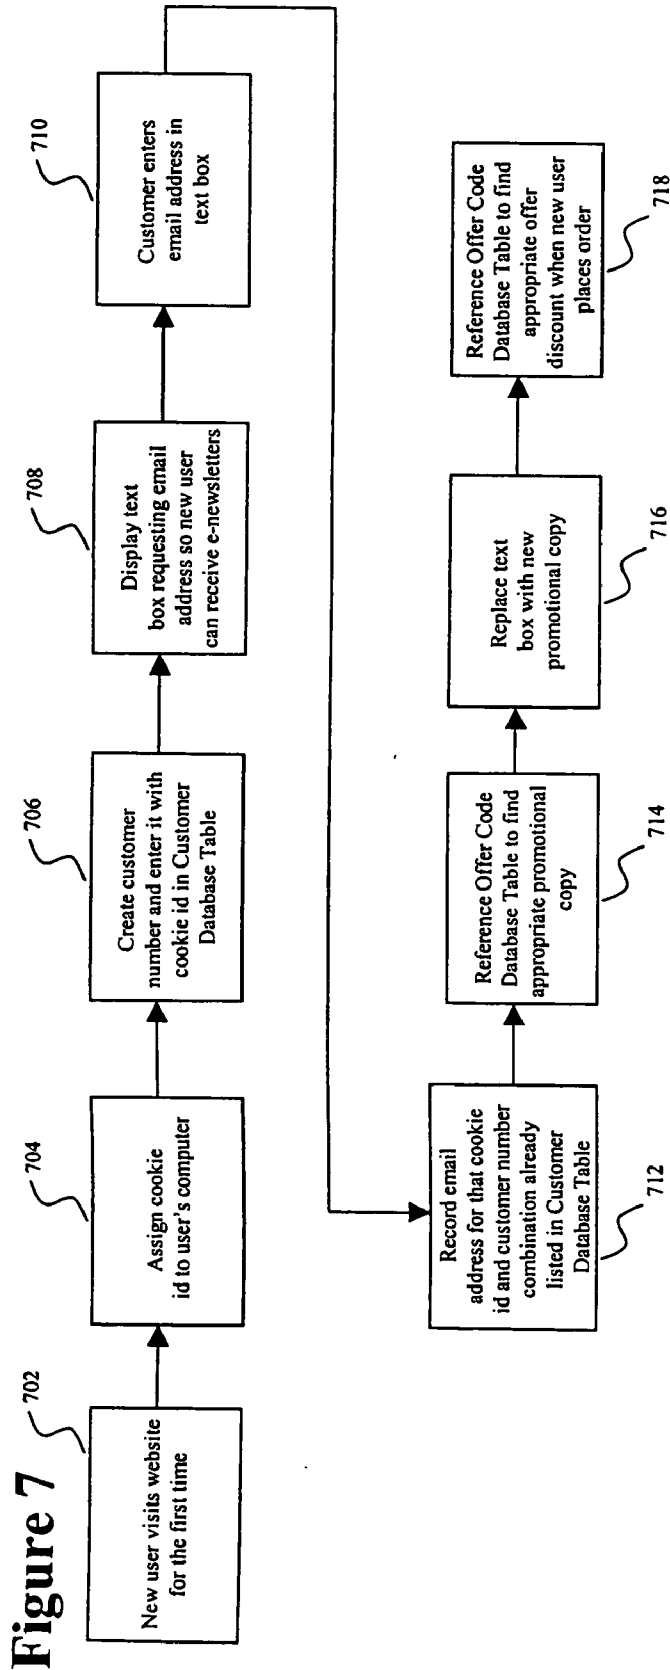 Figure 7
702
New user visits website
for the first time
704
Assign cookie
id to user's computer
706
Create customer
number and enter it with
cookie id in Customer
Database Table
708
Display text
box requesting email
address so new user
can receive e-newsletters
710
Customer enters
email address in
text box
Record email
address for that cookie
id and customer number
combination already
listed in Customer
Database Table
712
Reference Offer Code
Database Table to find
appropriate promotional
copy
714
Replace text
box with new
promotional copy
716
Reference Offer Code
Database Table to find
appropriate offer
discount when new user
places order
718